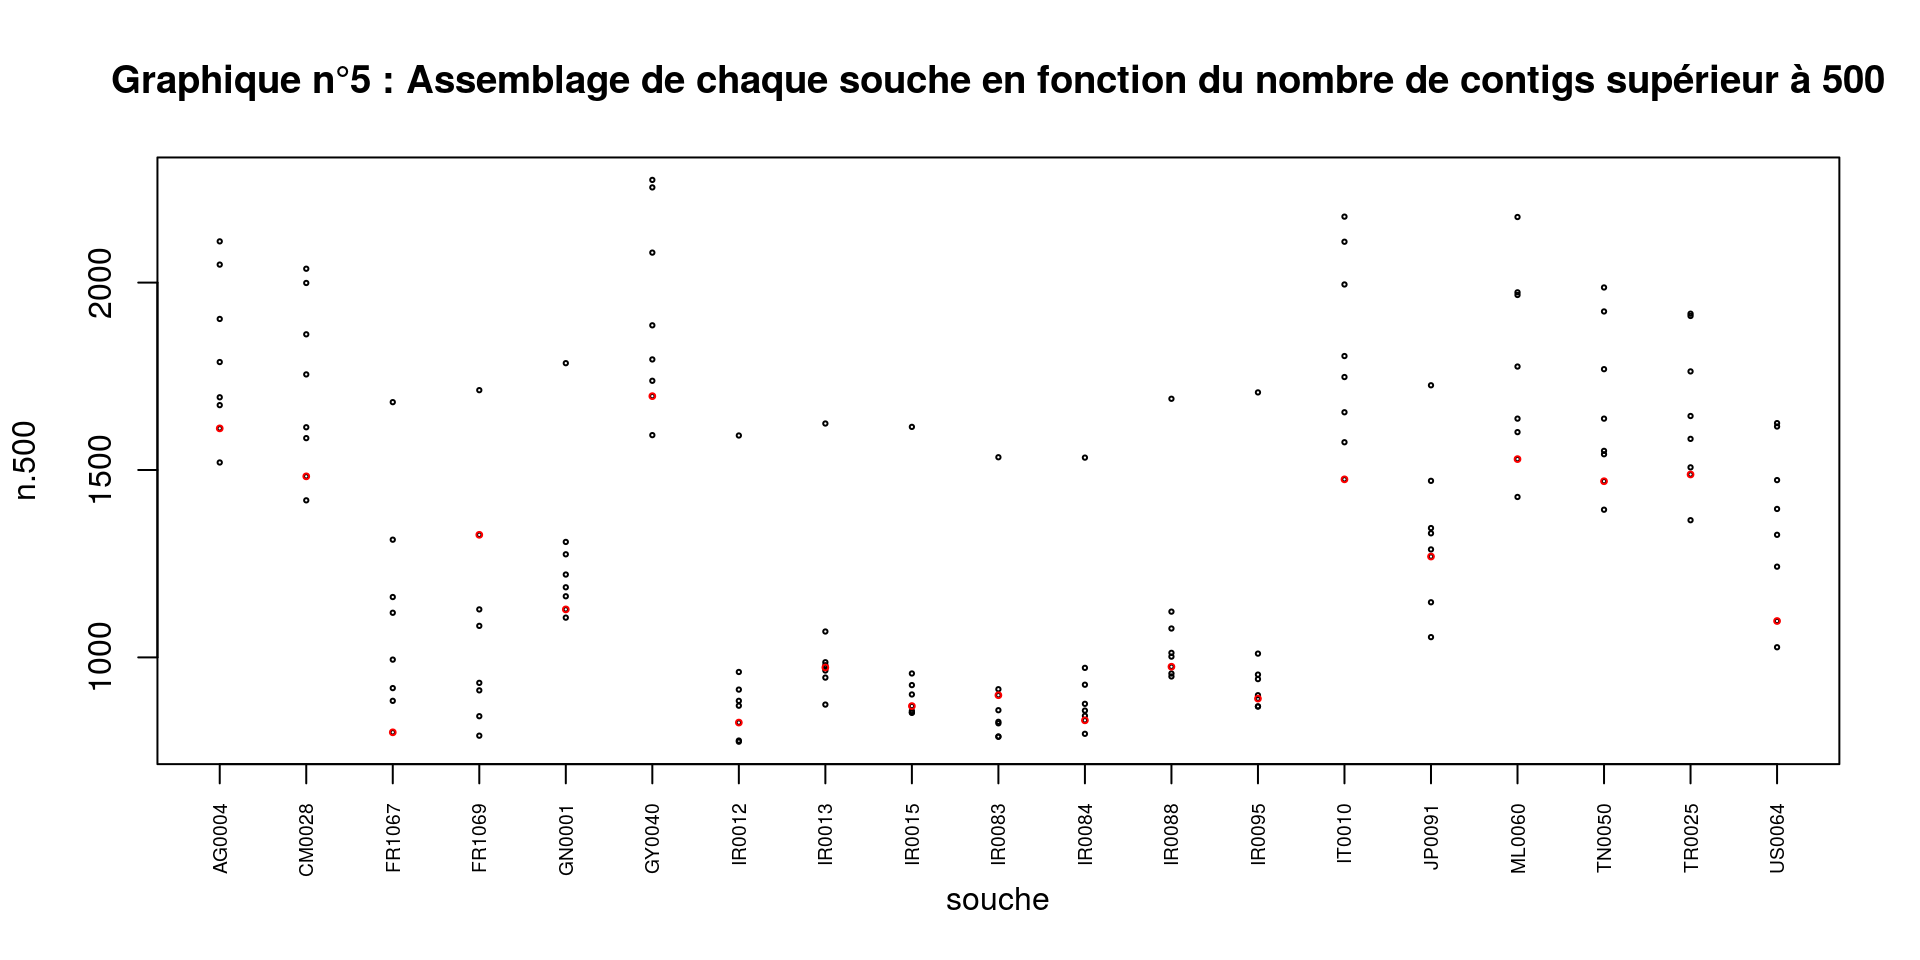 Graphique n°5 : Assemblage de chaque souche en fonction du nombre de contigs supérieur à 500
n.500
2000
1500
1000
AG0004
CM0028
FR1067
FR1069
GN0001
GY0040
IR0012
IR0013
IR0015
IR0083
IR0084
IR0088
IR0095
IT0010
JP0091
ML0060
TN0050
TR0025
US0064
souche